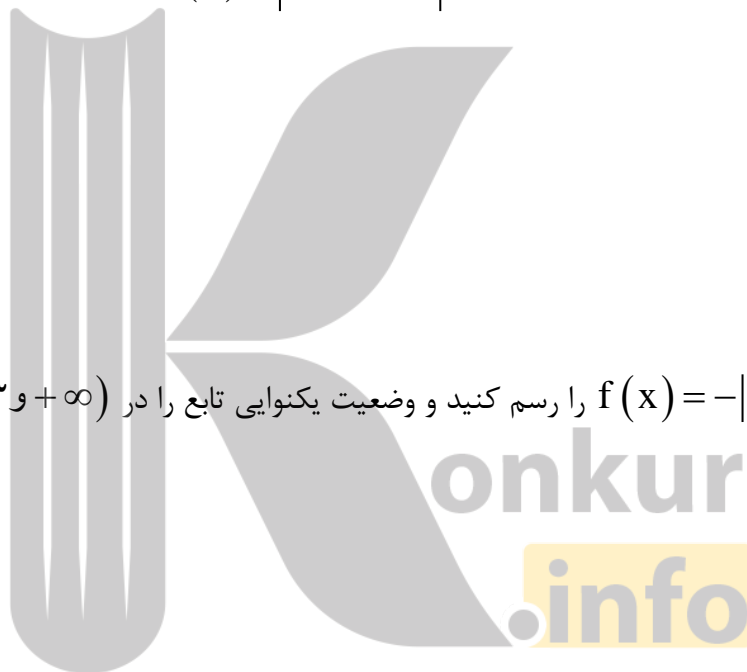 را رسم کنید و وضعیت یکنوایی تابع را در f(x)=−| و +∞)
onkur
.info